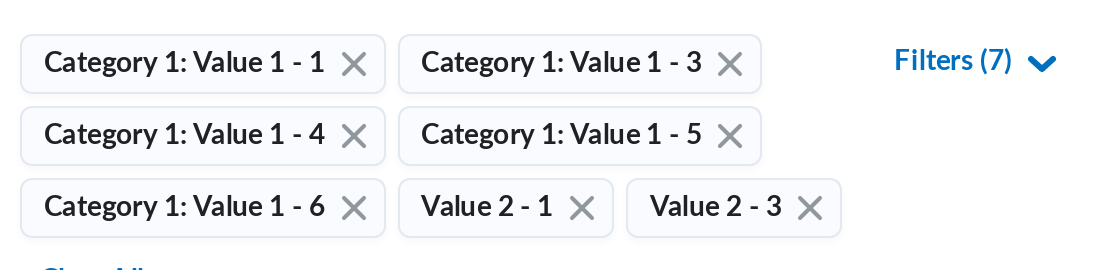 Category 1: Value 1 - 1 Category 1: Value 1 - 3 Filters (7)
Category 1: Value 1 - 4 Category 1: Value 1 - 5
Category 1: Value 1 - 6 Value 2 - 1 Value 2 - 3